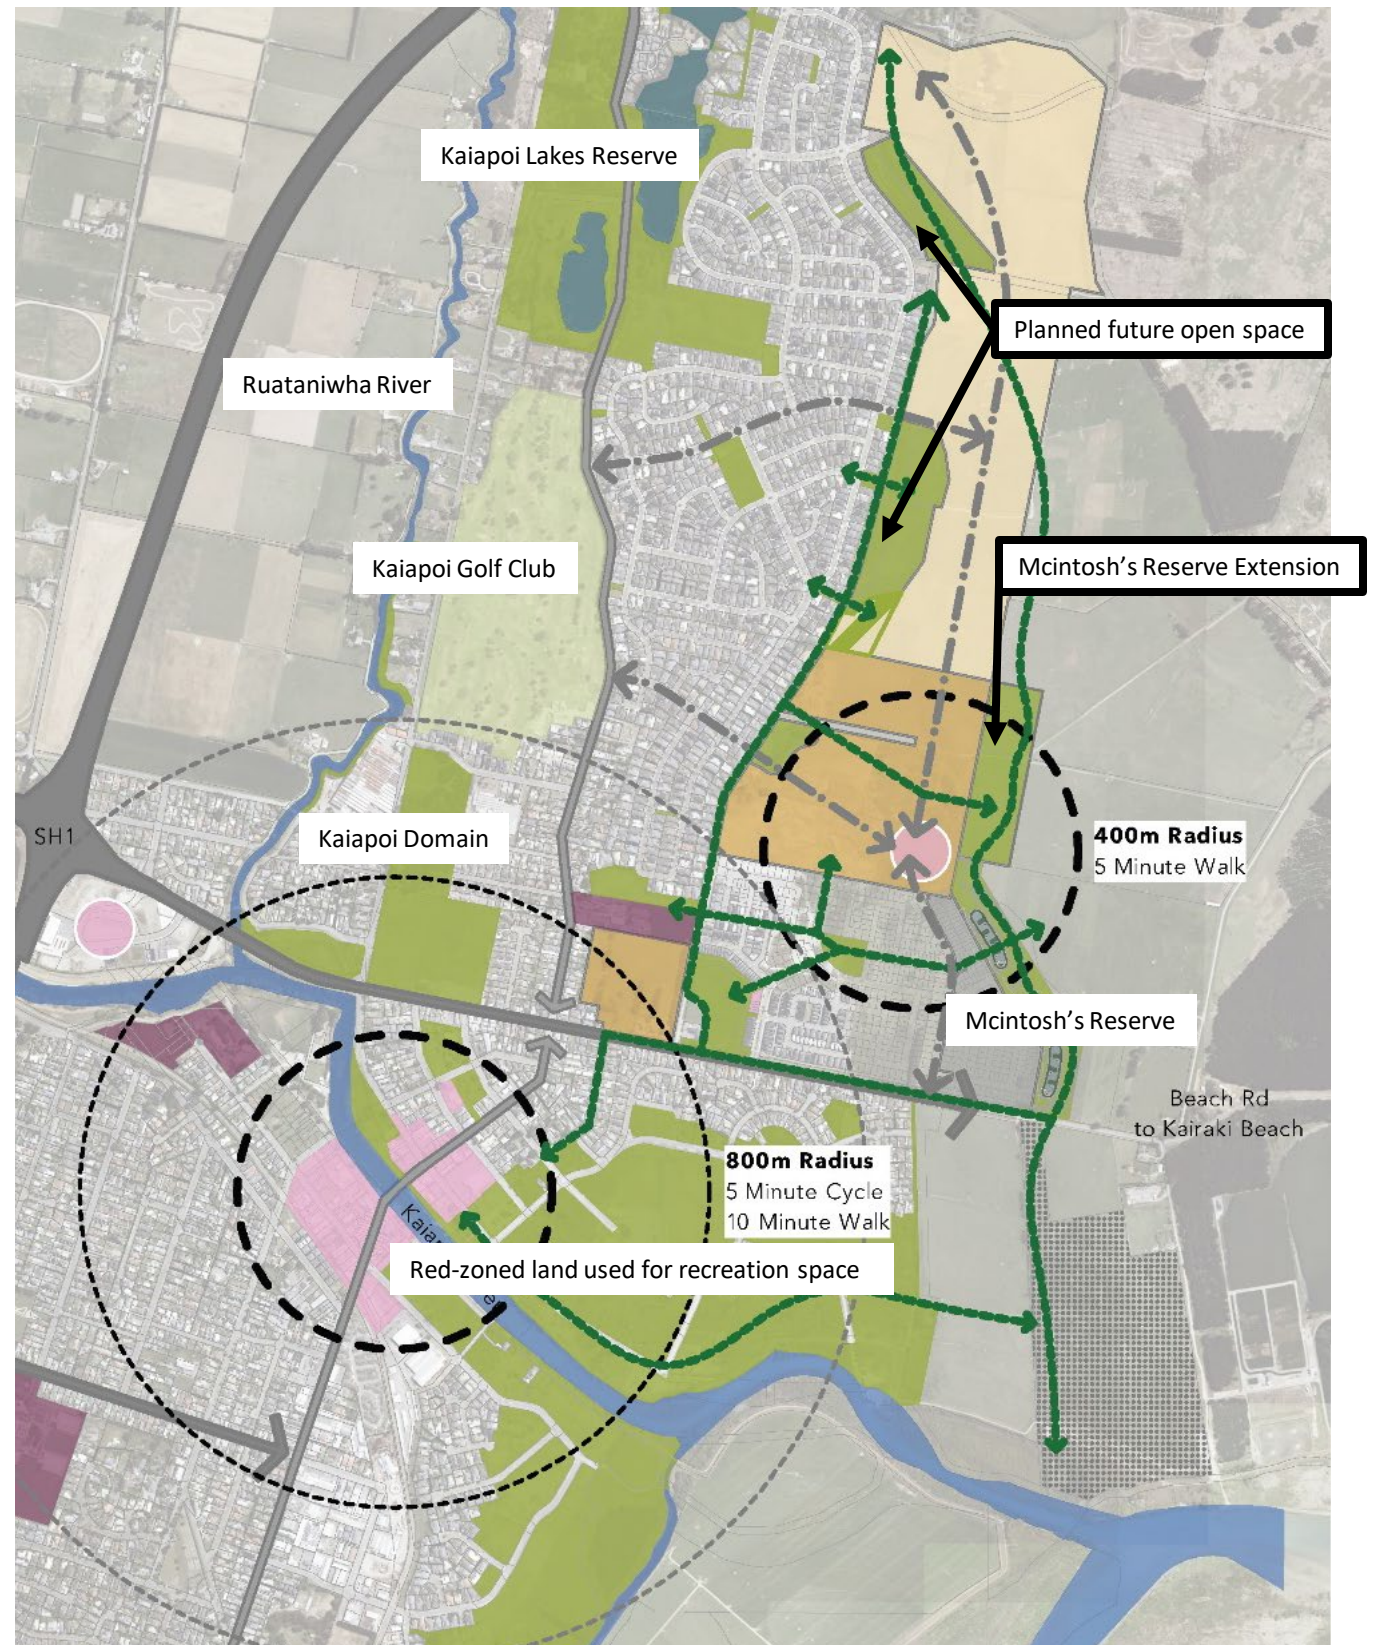 Kaiapoi Lakes Reserve
Planned future open space
Ruataniwha River
Kaiapoi Golf Club
Mcintosh's Reserve Extension
SH1
Kaiapoi Domain
400m Radius
5 Minute Walk
Mcintosh's Reserve
Beach Rd
to Kairaki Beach
800m Radius
5 Minute Cycle
10 Minute Walk
Red-zoned land used for recreation space